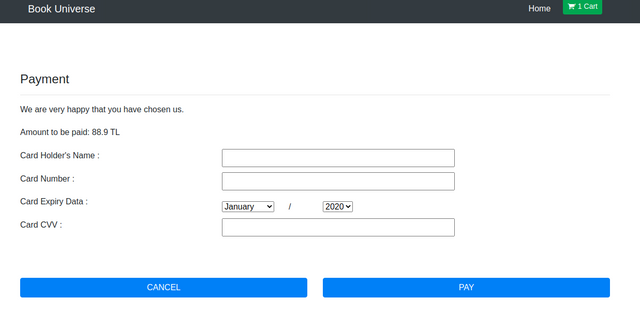 Book Universe Home 1 Cart
Payment
We are very happy that you have chosen us.
Amount to be paid: 88.9 TL
Card Holder's Name :
Card Number :
Card Expiry Data : January / 2020
Card CVV :
CANCEL PAY